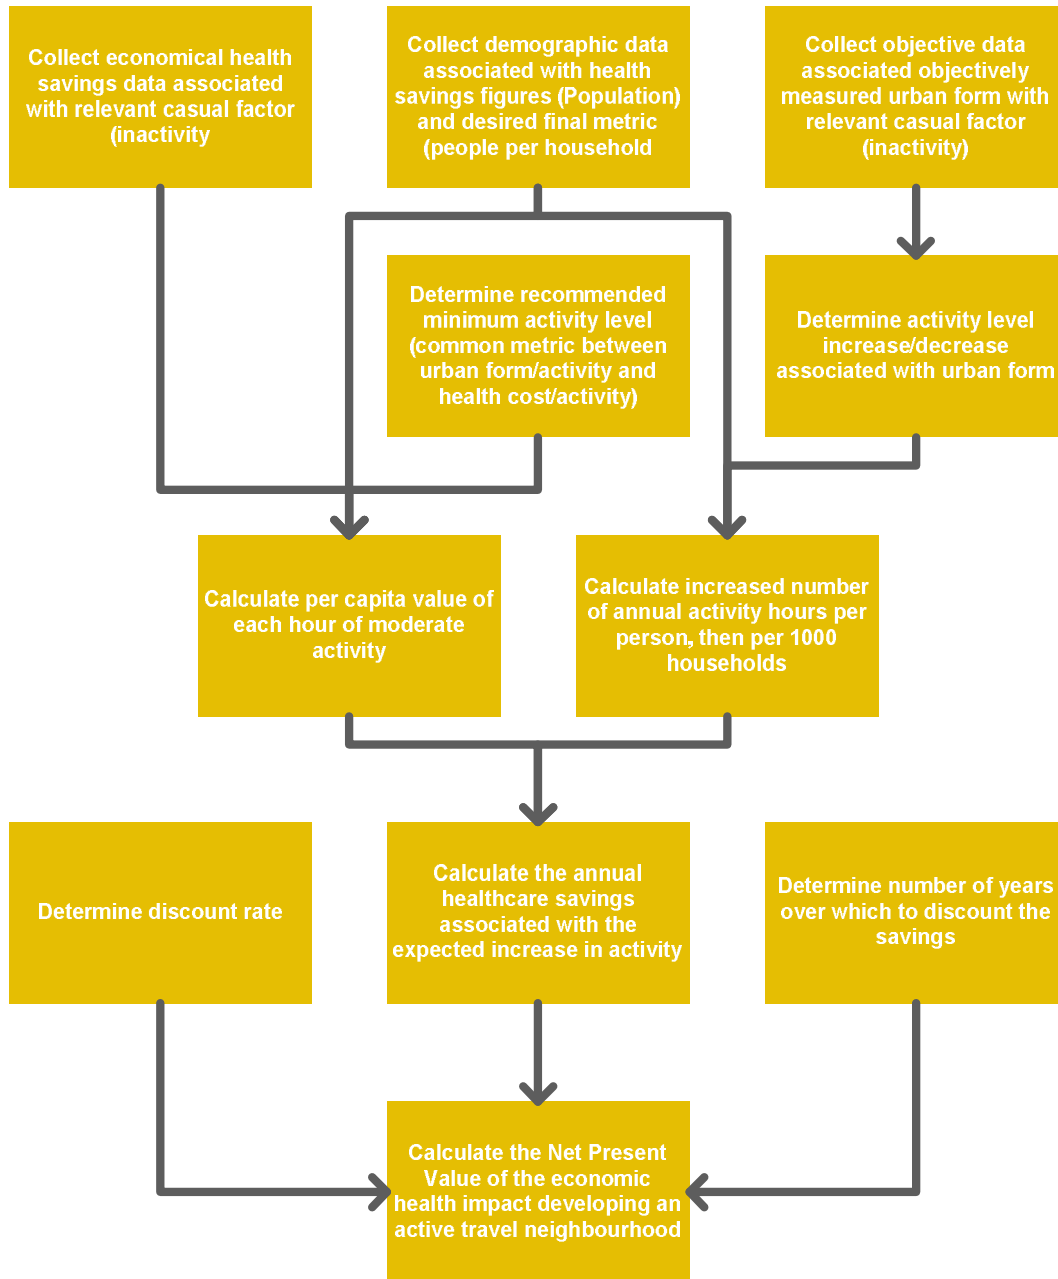 Collect economical health
savings data associated
with relevant casual factor
(inactivity
Collect demographic data
associated with health
savings figures (Population)
and desired final metric
(people per household
Collect objective data
associated objectively
measured urban form with
relevant casual factor
(inactivity)
Determine recommended
minimum activity level
(common metric between
urban form/activity and
health cost/activity)
Determine activity level
increase/decrease
associated with urban form
Calculate per capita value of
each hour of moderate
activity
Calculate increased number
of annual activity hours per
person, then per 1000
households
Determine discount rate
Calculate the annual
healthcare savings
associated with the
expected increase in activity
Determine number of years
over which to discount the
savings
Calculate the Net Present
Value of the economic
health impact developing an
active travel neighbourhood